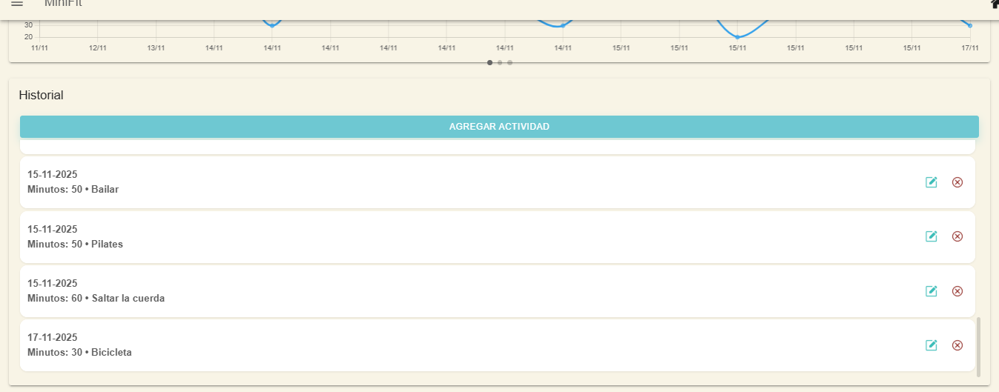 MiniFit
30
20
11/11 12/11 13/11 14/11 14/11 14/11 14/11 14/11 14/11 14/11 15/11 15/11 15/11 15/11 15/11 15/11 17/11
Historial
AGREGAR ACTIVIDAD
15-11-2025
Minutos: 50 • Bailar
15-11-2025
Minutos: 50 • Pilates
15-11-2025
Minutos: 60 • Saltar la cuerda
17-11-2025
Minutos: 30 • Bicicleta